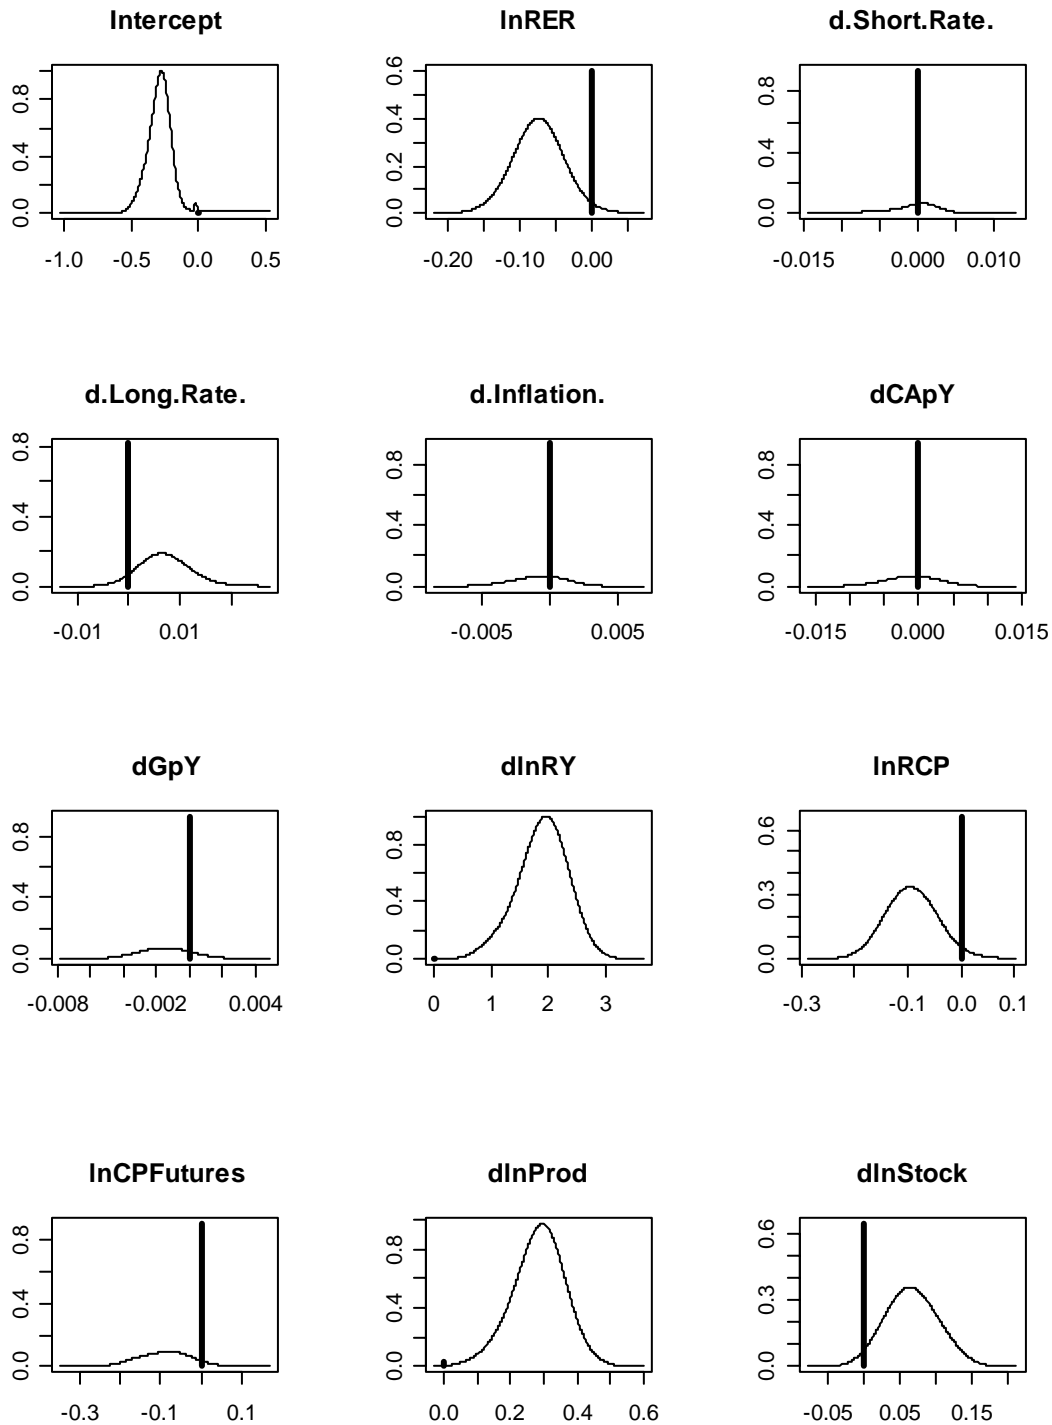 Intercept lnRER d.Short.Rate.
0.0 0.4 0.8 0.0 0.2 0.4 0.6 0.0 0.4 0.8
-1.0 -0.5 0.0 0.5 -0.20 -0.10 0.00 -0.015 0.000 0.010
d.Long.Rate. d.Inflation. dCApY
0.0 0.4 0.8 0.0 0.4 0.8 0.0 0.4 0.8
-0.01 0.01 -0.005 0.005 -0.015 0.000 0.015
dGpY dlnRY lnRCP
0.0 0.4 0.8 0.0 0.4 0.8 0.0 0.3 0.6
-0.008 -0.002 0.004 0 1 2 3 -0.3 -0.1 0.0 0.1
lnCPFutures dlnProd dlnStock
0.0 0.4 0.8 0.0 0.4 0.8 0.0 0.3 0.6
-0.3 -0.1 0.1 0.0 0.2 0.4 0.6 -0.05 0.05 0.15